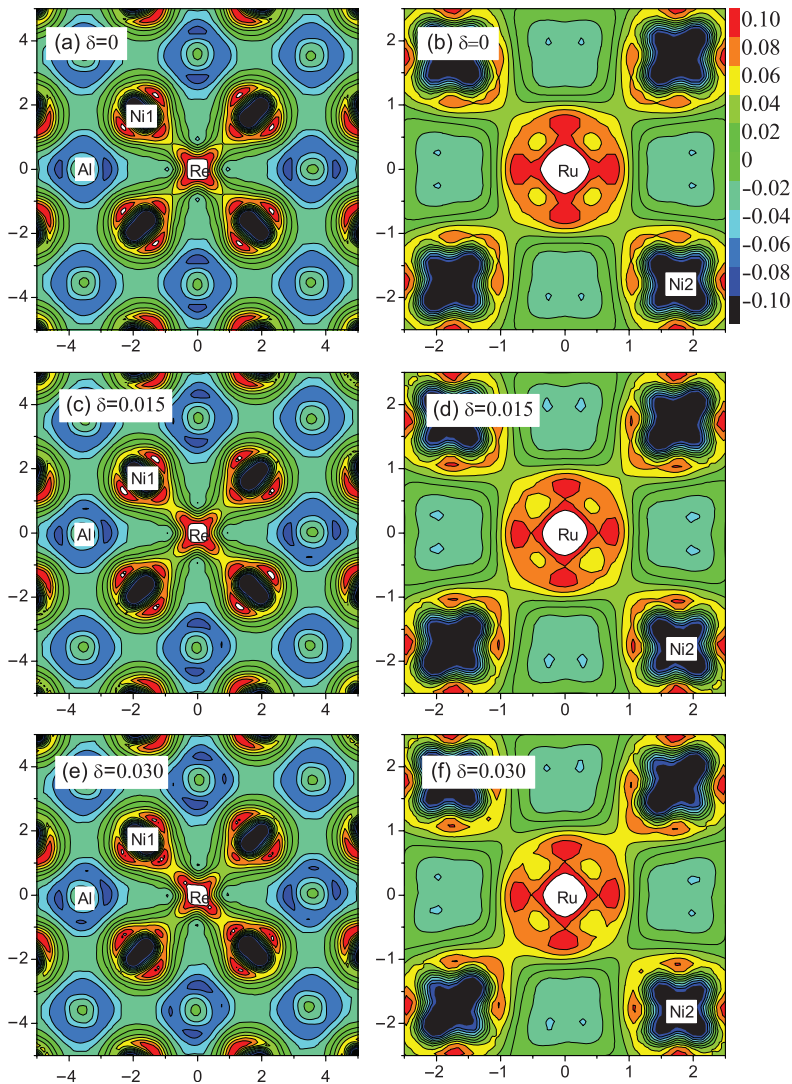 (a) δ=0
4
2
0
−2
−4
Ni1
Al
Re
−4 −2 0 2 4
(b) δ=0
2
1
0
−1
−2
Ru
Ni2
−2 −1 0 1 2
0.10
0.08
0.06
0.04
0.02
0
-0.02
-0.04
-0.06
-0.08
-0.10
(c) δ=0.015
4
2
0
−2
−4
Ni1
Al
Re
−4 −2 0 2 4
(d) δ=0.015
2
1
0
−1
−2
Ru
Ni2
−2 −1 0 1 2
(e) δ=0.030
4
2
0
−2
−4
Ni1
Al
Re
−4 −2 0 2 4
(f) δ=0.030
2
1
0
−1
−2
Ru
Ni2
−2 −1 0 1 2